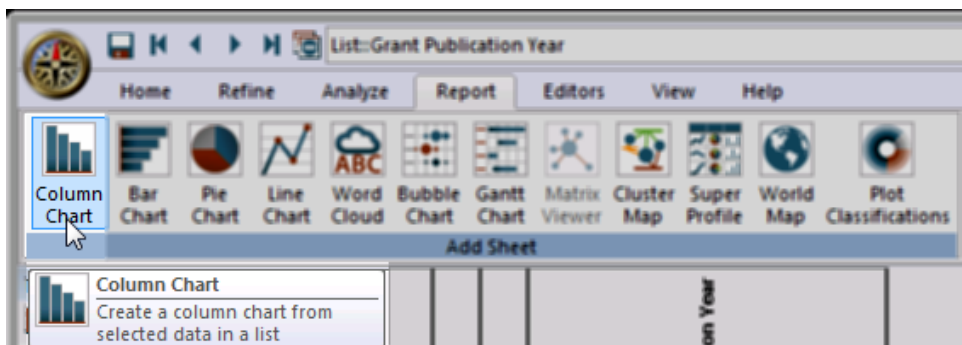 List::Grant Publication Year
Home Refine Analyze Report Editors View Help
Column Chart
Bar Chart
Pie Chart
Line Chart
ABC
Word Cloud
Bubble Chart
Gantt Chart
Matrix Viewer
Cluster Map
Super Profile
World Map
Plot Classifications
Add Sheet
Column Chart
Create a column chart from
selected data in a list
on Year